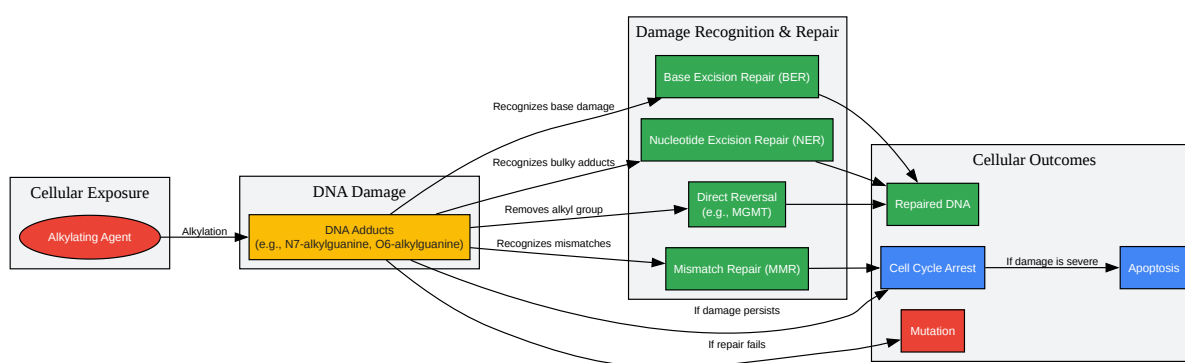 Cellular Exposure
Alkylating Agent
Alkylation
DNA Damage
DNA Adducts
(e.g., N7-alkylguanine, O6-alkylguanine)
Recognizes base damage
Recognizes bulky adducts
Removes alkyl group
Recognizes mismatches
If damage persists
If repair fails
Damage Recognition & Repair
Base Excision Repair (BER)
Nucleotide Excision Repair (NER)
Direct Reversal
(e.g., MGMT)
Mismatch Repair (MMR)
Cellular Outcomes
Repaired DNA
Cell Cycle Arrest
If damage is severe
Apoptosis
Mutation